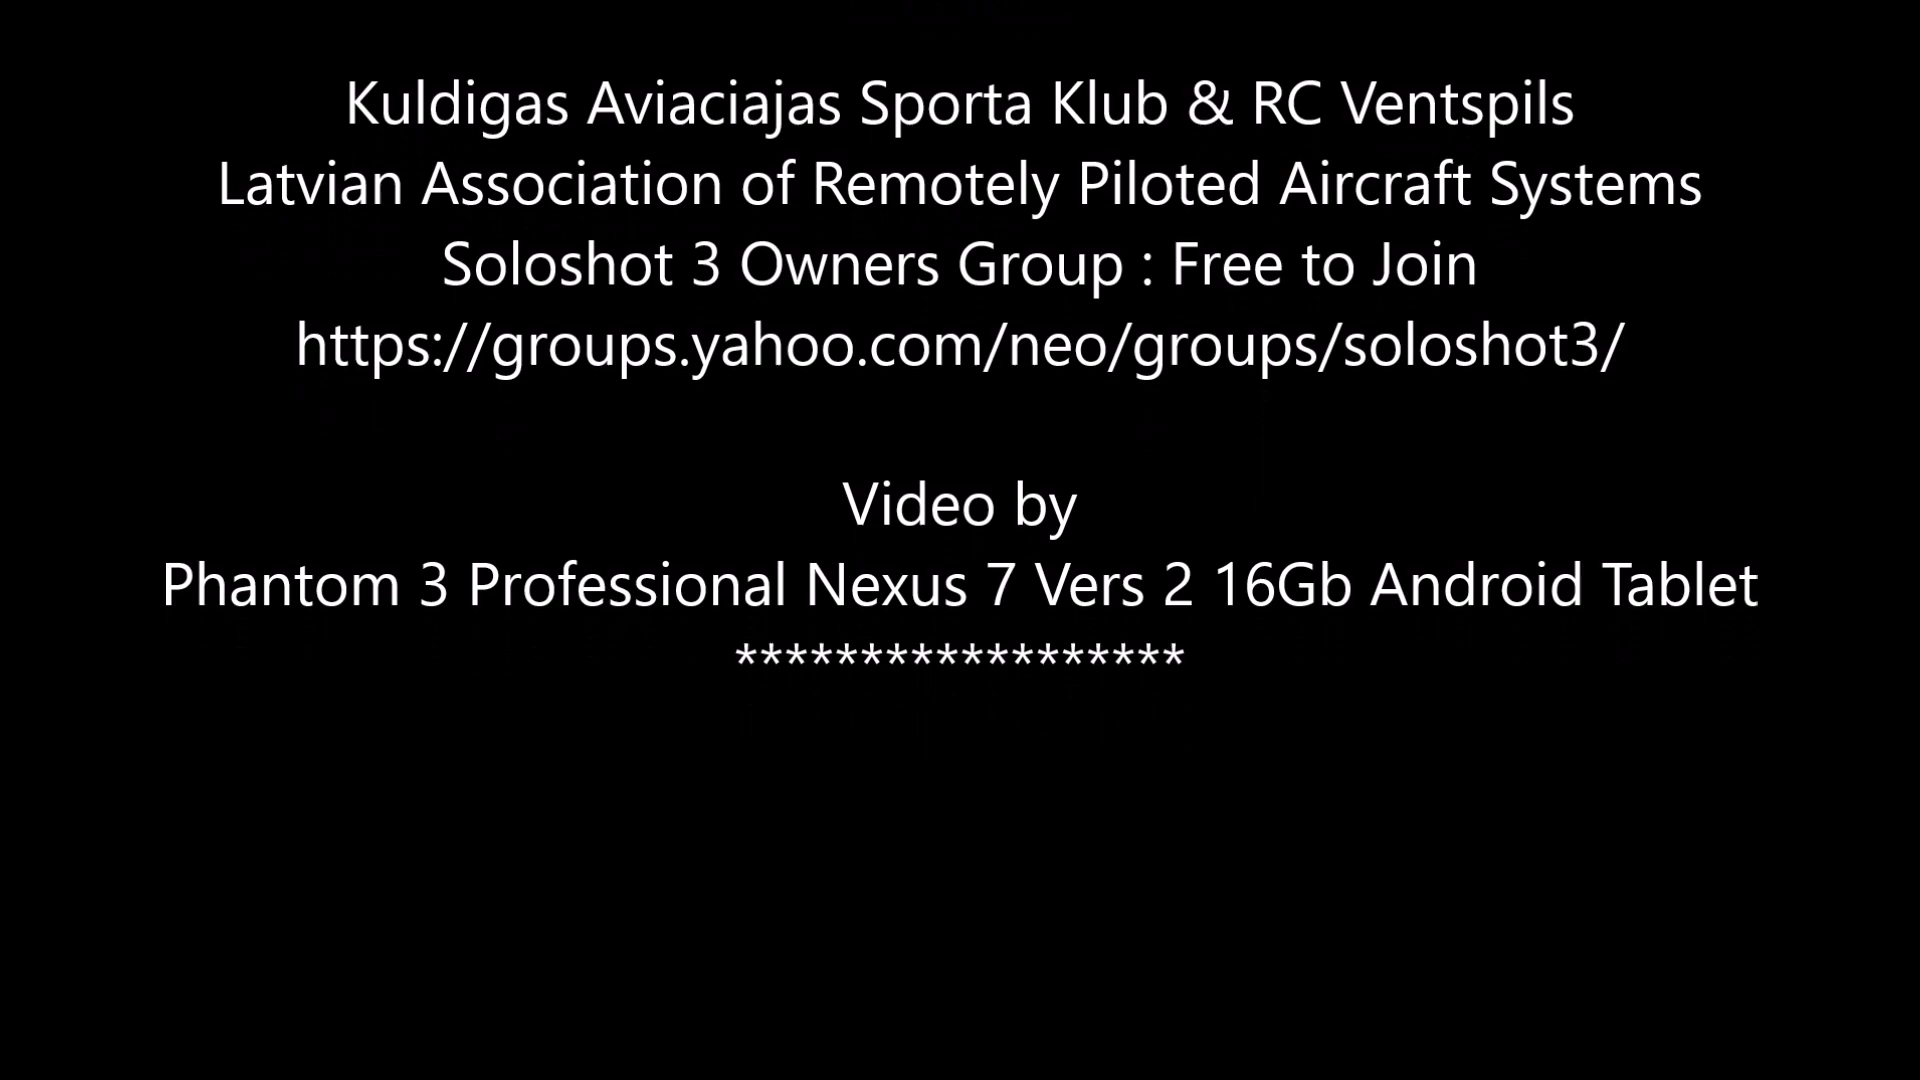 Kuldigas Aviaciajas Sporta Klub & RC Ventspils
Latvian Association of Remotely Piloted Aircraft Systems
Soloshot 3 Owners Group : Free to Join
https://groups.yahoo.com/neo/groups/soloshot3/
Video by
Phantom 3 Professional Nexus 7 Vers 2 16Gb Android Tablet
******************